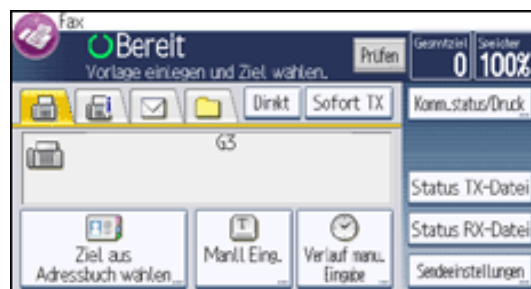 Fax
Bereit
Vorlage einlegen und Ziel wählen.
Prüfen
Gesamtziel Speicher
0 100%
Direkt Sofort TX
Komm.status/Druck
G3
Status TX-Datei
Ziel aus
Adressbuch wählen
Manll Eing.
Verlauf manu.
Eingabe
Status RX-Datei
Sendeeinstellungen